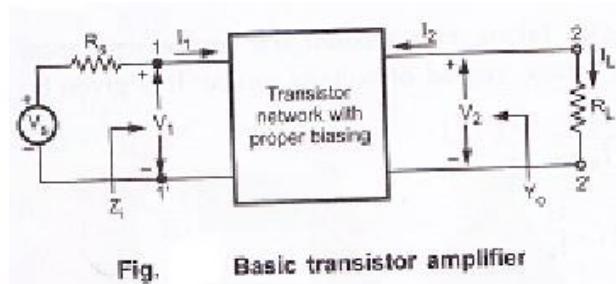 Rs 1 I1 I2 2 IL
+ + +
Vs V1 Transistor network with proper biasing V2 RL
− − −
Zi 1' Yo 2'
Fig. Basic transistor amplifier